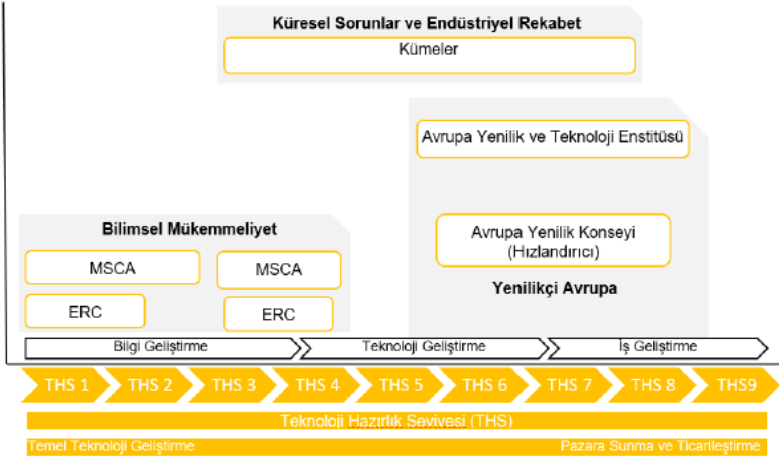 Küresel Sorunlar ve Endüstriyel Rekabet
Kümeler
Avrupa Yenilik ve Teknoloji Enstitüsü
Bilimsel Mükemmeliyet
MSCA
MSCA
ERC
ERC
Avrupa Yenilik Konseyi
(Hızlandırıcı)
Yenilikçi Avrupa
Bilgi Geliştirme
Teknoloji Geliştirme
İş Geliştirme
THS 1
THS 2
THS 3
THS 4
THS 5
THS 6
THS 7
THS 8
THS9
Teknoloji Hazırlık Seviyesi (THS)
Temel Teknoloji Geliştirme
Pazara Sunma ve Ticarileştirme